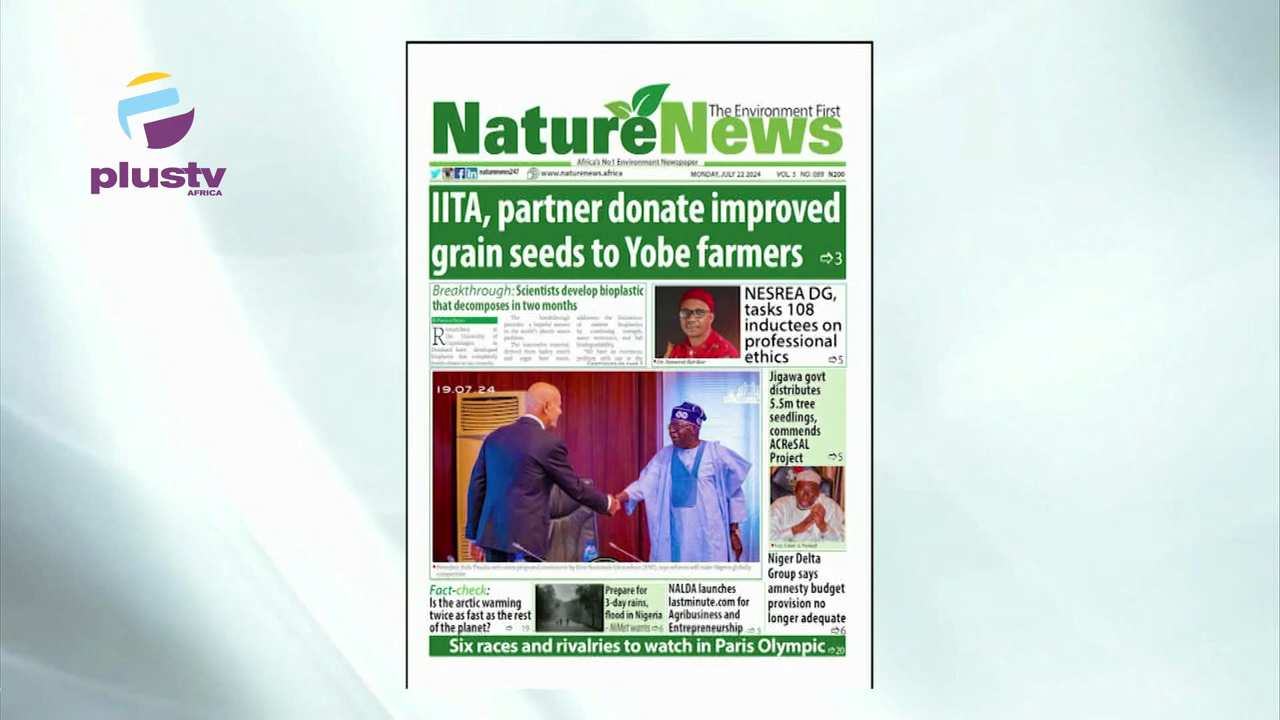 plustv
AFRICA
NatureNews
The Environment First
Africa's No1 Environment Newspaper
naturenews247
www.naturenews.africa
MONDAY, JULY 22 2024
VOL. 3 NO. 089 N200
IITA, partner donate improved
grain seeds to Yobe farmers ➩3
Breakthrough: Scientists develop bioplastic
that decomposes in two months
NESREA DG,
tasks 108
inductees on
professional
ethics ➩5
19.07.24
Jigawa govt
distributes
5.5m tree
seedlings,
commends
ACReSAL
Project ➩5
Niger Delta
Group says
amnesty budget
provision no
longer adequate
➩6
Fact-check:
Is the arctic warming
twice as fast as the rest
of the planet? ➩ 19
Prepare for
3-day rains,
flood in Nigeria
- NiMet warns ➩6
NALDA launches
lastminute.com for
Agribusiness and
Entrepreneurship ➩5
Six races and rivalries to watch in Paris Olympic ➩20